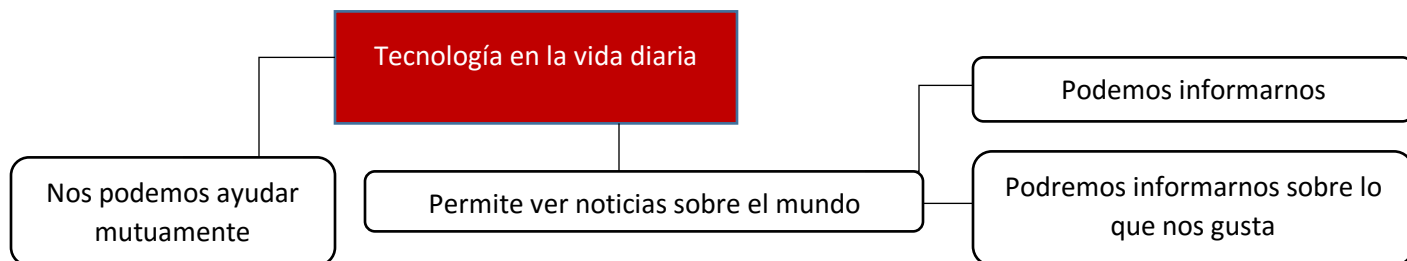 Tecnología en la vida diaria
Podemos informarnos
Nos podemos ayudar
mutuamente
Permite ver noticias sobre el mundo
Podremos informarnos sobre lo
que nos gusta